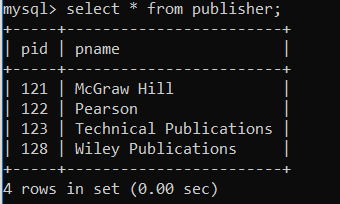 mysql> select * from publisher;
+-----+------------------------+
| pid | pname                  |
+-----+------------------------+
| 121 | McGraw Hill            |
| 122 | Pearson                |
| 123 | Technical Publications |
| 128 | Wiley Publications     |
+-----+------------------------+
4 rows in set (0.00 sec)